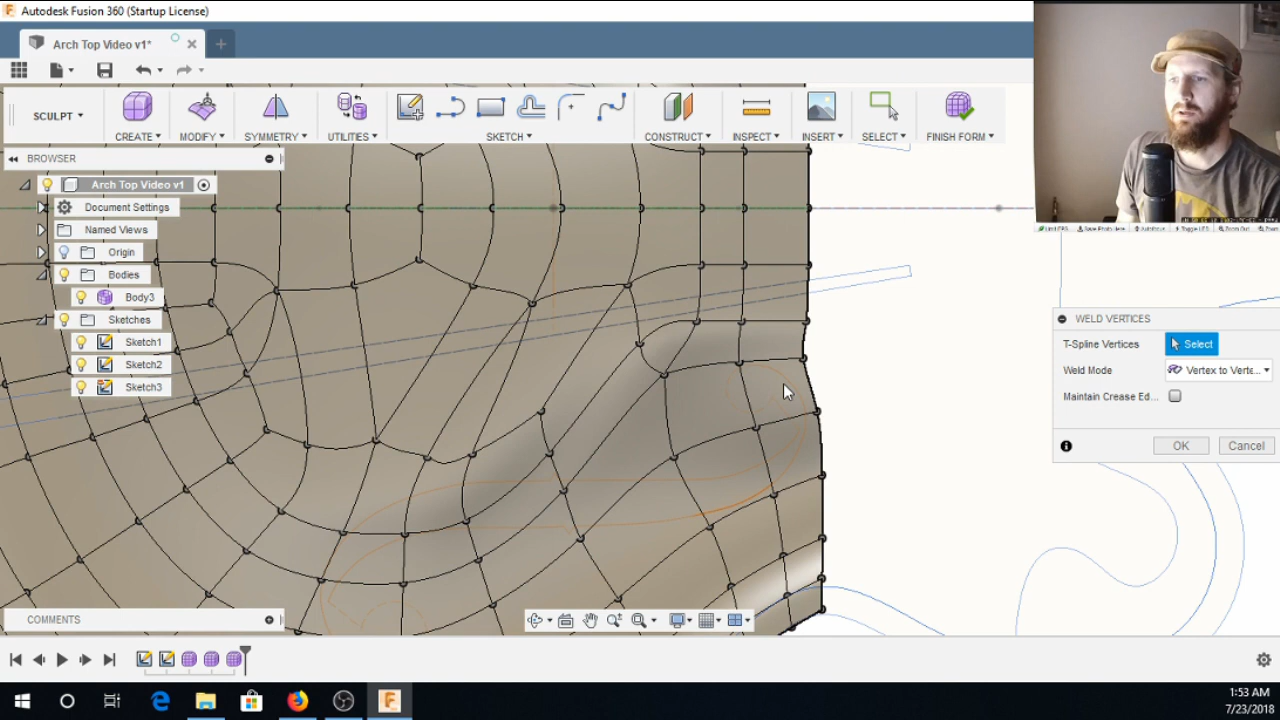 Autodesk Fusion 360 (Startup License)
Arch Top Video v1*
SCULPT
CREATE
MODIFY
SYMMETRY
UTILITIES
SKETCH
CONSTRUCT
INSPECT
INSERT
SELECT
FINISH FORM
BROWSER
Arch Top Video v1
Document Settings
Named Views
Origin
Bodies
Body3
Sketches
Sketch1
Sketch2
Sketch3
WELD VERTICES
T-Spline Vertices Select
Weld Mode Vertex to Verte...
Maintain Crease Ed...
OK Cancel
COMMENTS
1:53 AM
7/23/2018